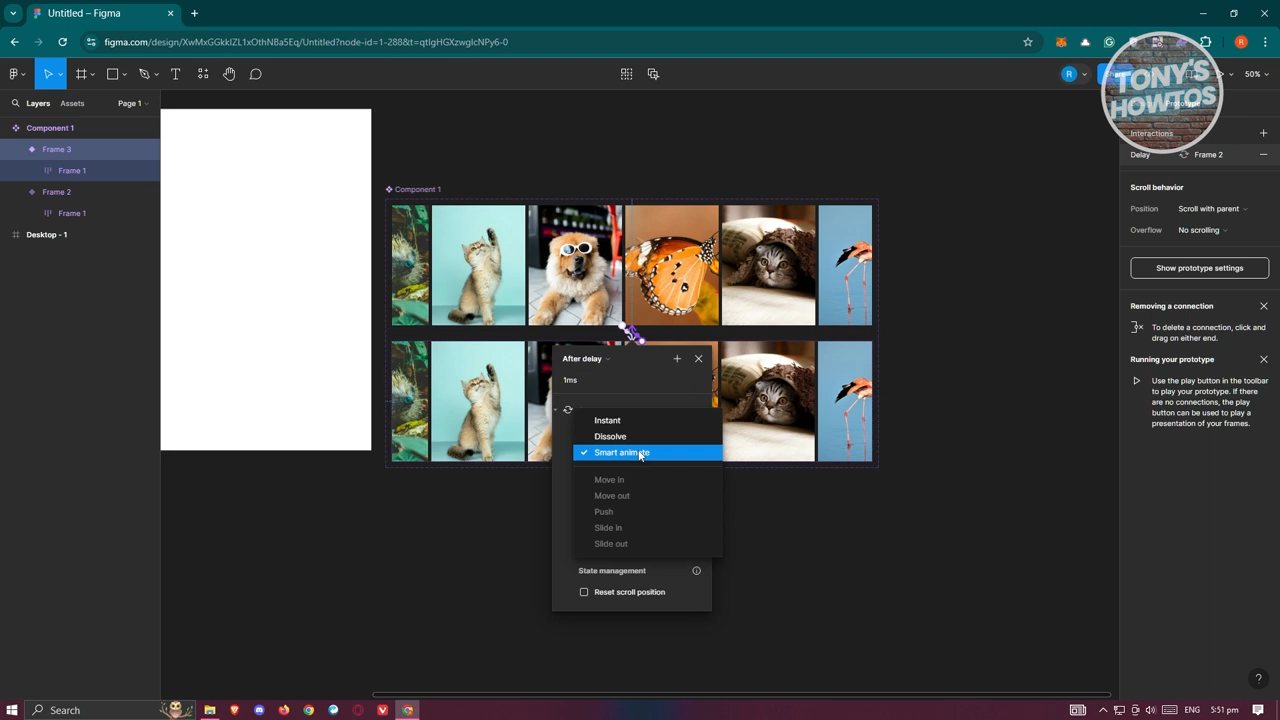 Untitled – Figma
figma.com/design/XwMxGGkklZL1xOthNBa5Eq/Untitled?node-id=1-288&t=qtIgHGXzwglcNPy6-0
R
R
Share
50%
TONY'S
HOWTOS
Layers
Assets
Page 1
Prototype
Component 1
Frame 3
Frame 1
Frame 2
Frame 1
Desktop - 1
Component 1
Interactions
Delay
Frame 2
Scroll behavior
Position
Scroll with parent
Overflow
No scrolling
Show prototype settings
Removing a connection
To delete a connection, click and
drag on either end.
Running your prototype
Use the play button in the toolbar
to play your prototype. If there
are no connections, the play
button can be used to play a
presentation of your frames.
After delay
1ms
Instant
Dissolve
Smart animate
Move in
Move out
Push
Slide in
Slide out
State management
Reset scroll position
?
Search
ENG
5:51 pm